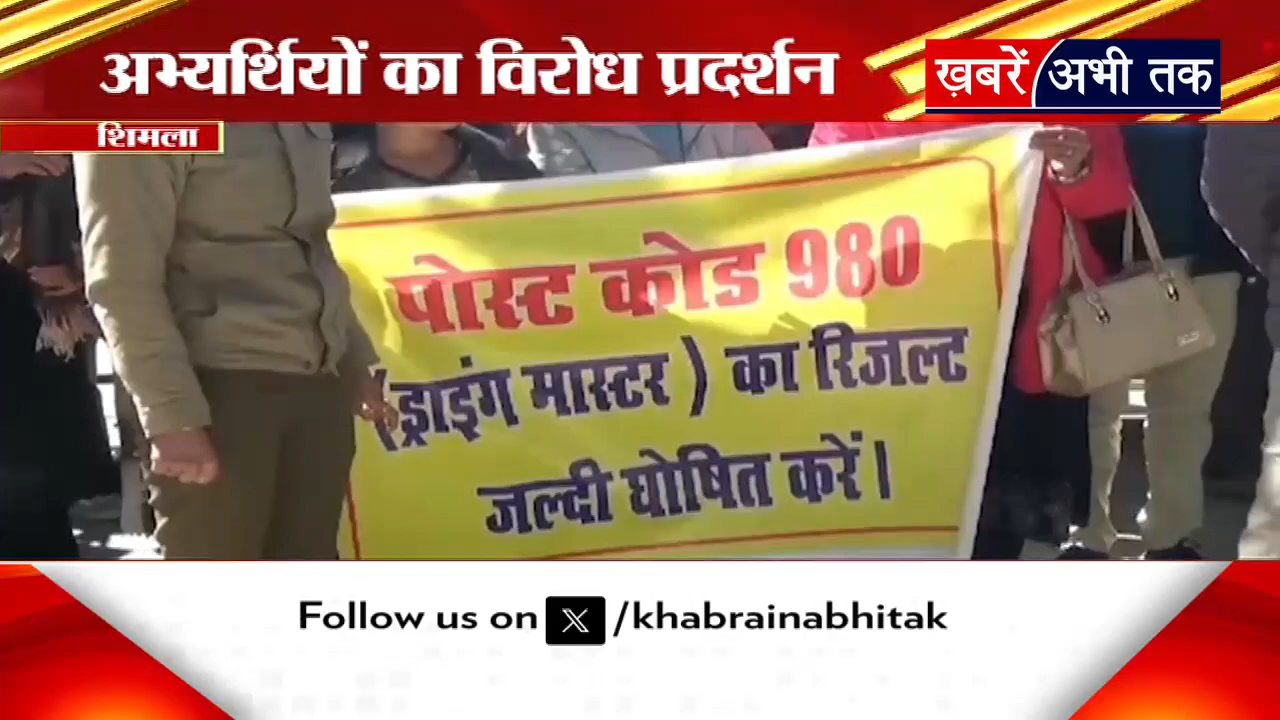 अभ्यर्थियों का विरोध प्रदर्शन
ख़बरें अभी तक
शिमला
पोस्ट कोड 980
(ड्राइंग मास्टर) का रिजल्ट
जल्दी घोषित करें।
Follow us on X /khabrainabhitak